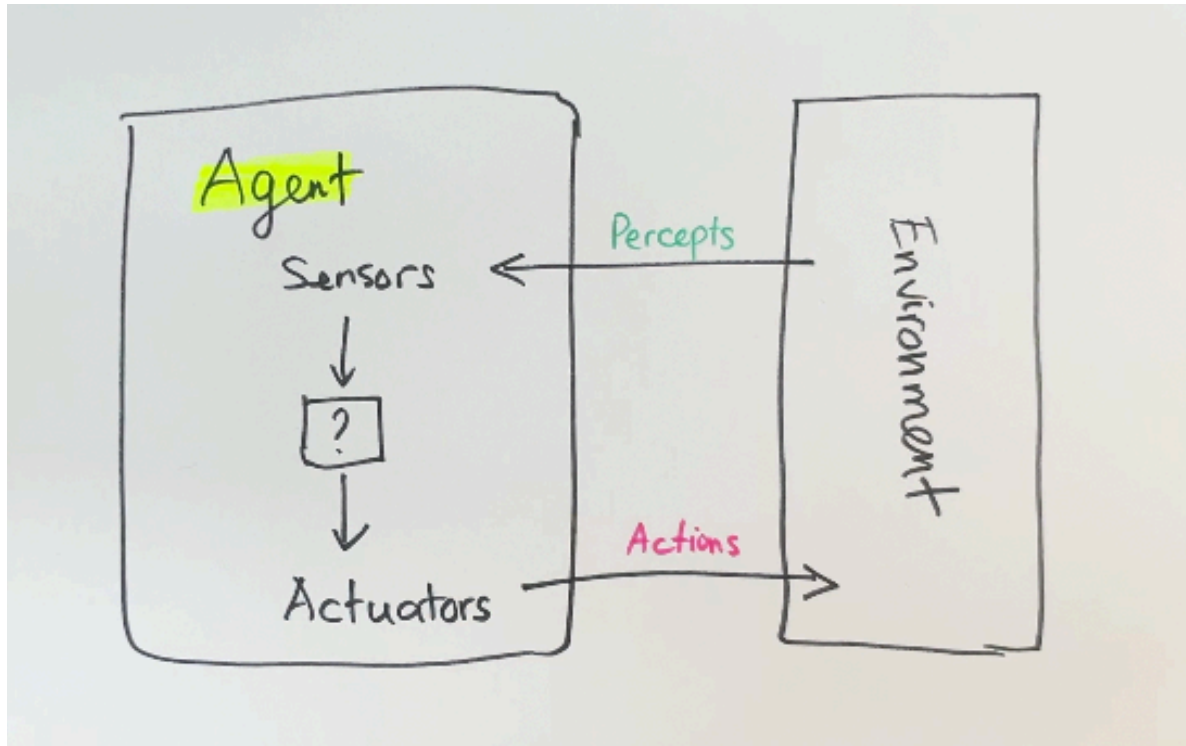 Agent
Sensors
?
Actuators
Percepts
Actions
Environment